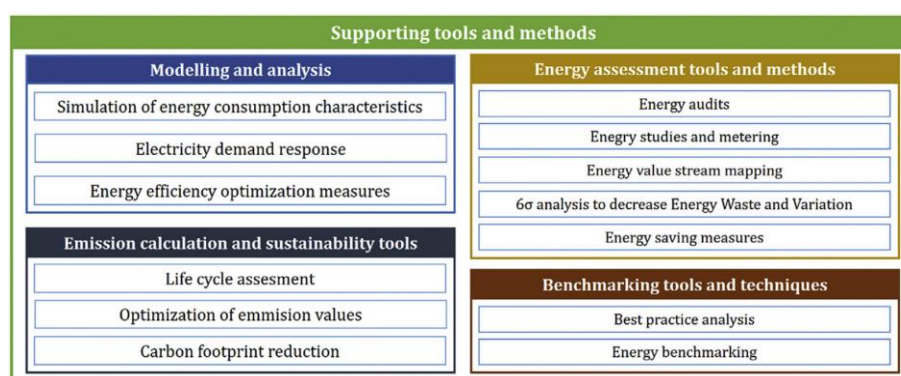 Supporting tools and methods
Modelling and analysis
Simulation of energy consumption characteristics
Electricity demand response
Energy efficiency optimization measures
Emission calculation and sustainability tools
Life cycle assesment
Optimization of emmision values
Carbon footprint reduction
Energy assessment tools and methods
Energy audits
Enegry studies and metering
Energy value stream mapping
6σ analysis to decrease Energy Waste and Variation
Energy saving measures
Benchmarking tools and techniques
Best practice analysis
Energy benchmarking